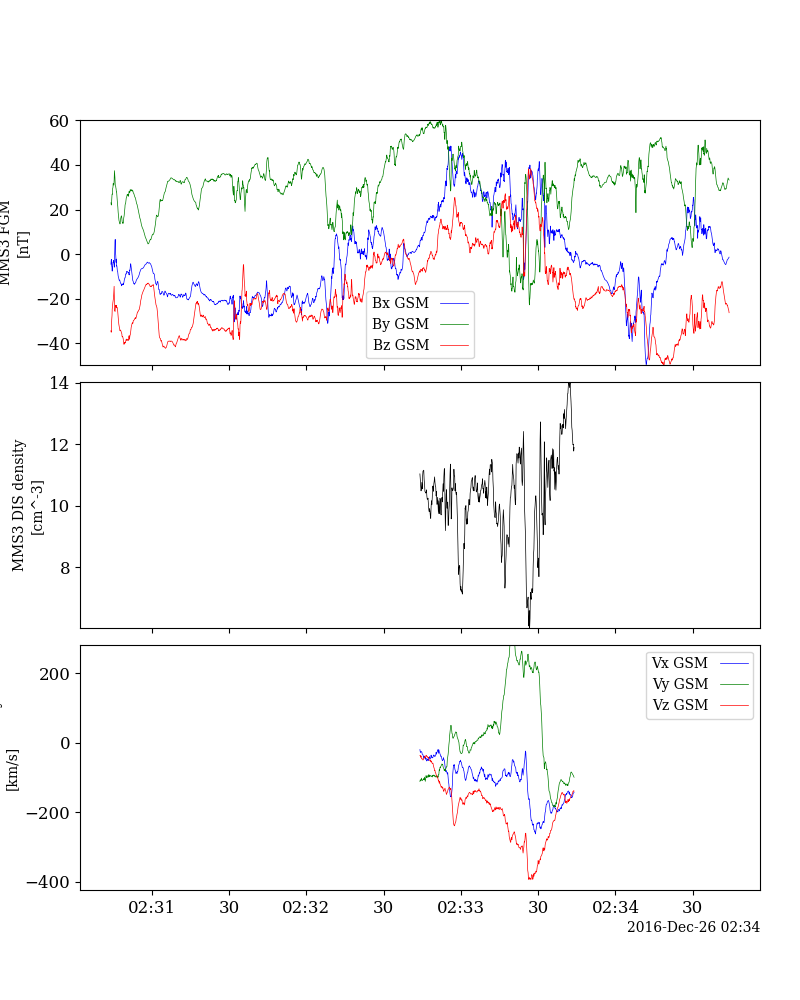 60
40
20
0
−20
−40
MMS3 FGM
[nT]
Bx GSM
By GSM
Bz GSM
14
12
10
8
MMS3 DIS density
[cm^-3]
200
0
−200
−400
[km/s]
Vx GSM
Vy GSM
Vz GSM
02:31 30 02:32 30 02:33 30 02:34 30
2016-Dec-26 02:34